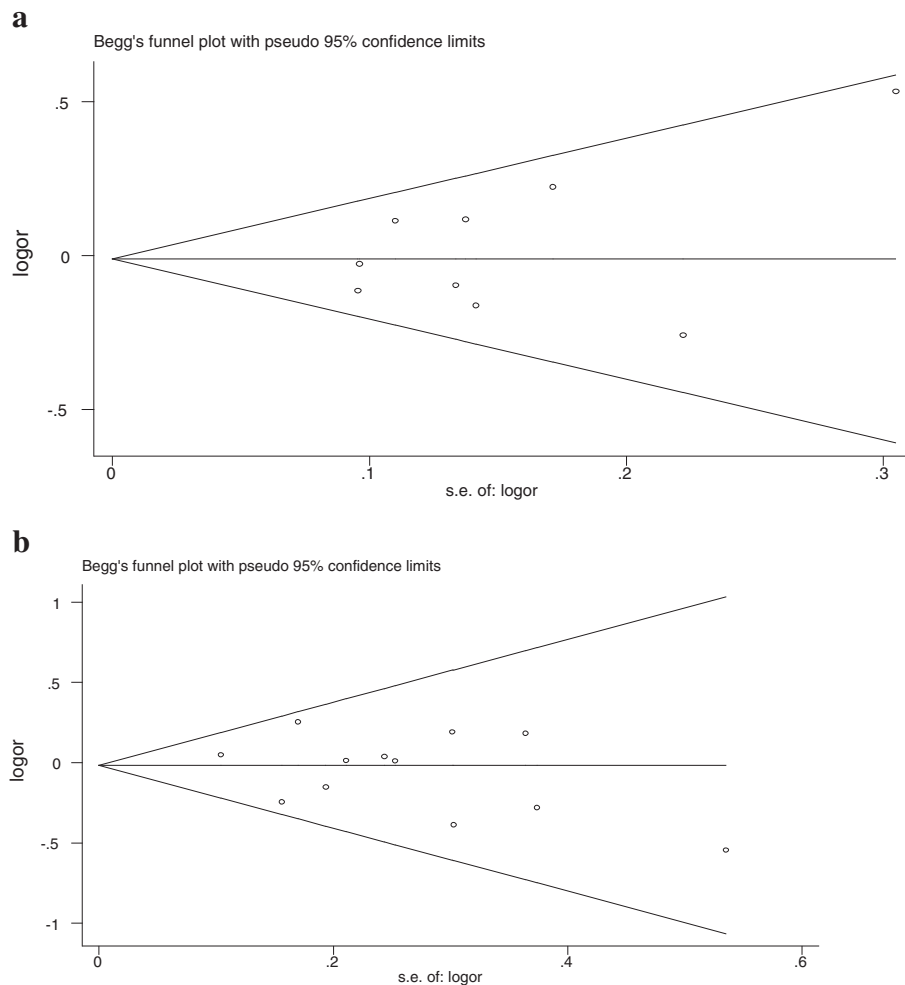 a
Begg's funnel plot with pseudo 95% confidence limits
.5
0
-.5
logor
0 .1 .2 .3
s.e. of: logor
b
Begg's funnel plot with pseudo 95% confidence limits
1
.5
0
-.5
-1
logor
0 .2 .4 .6
s.e. of: logor